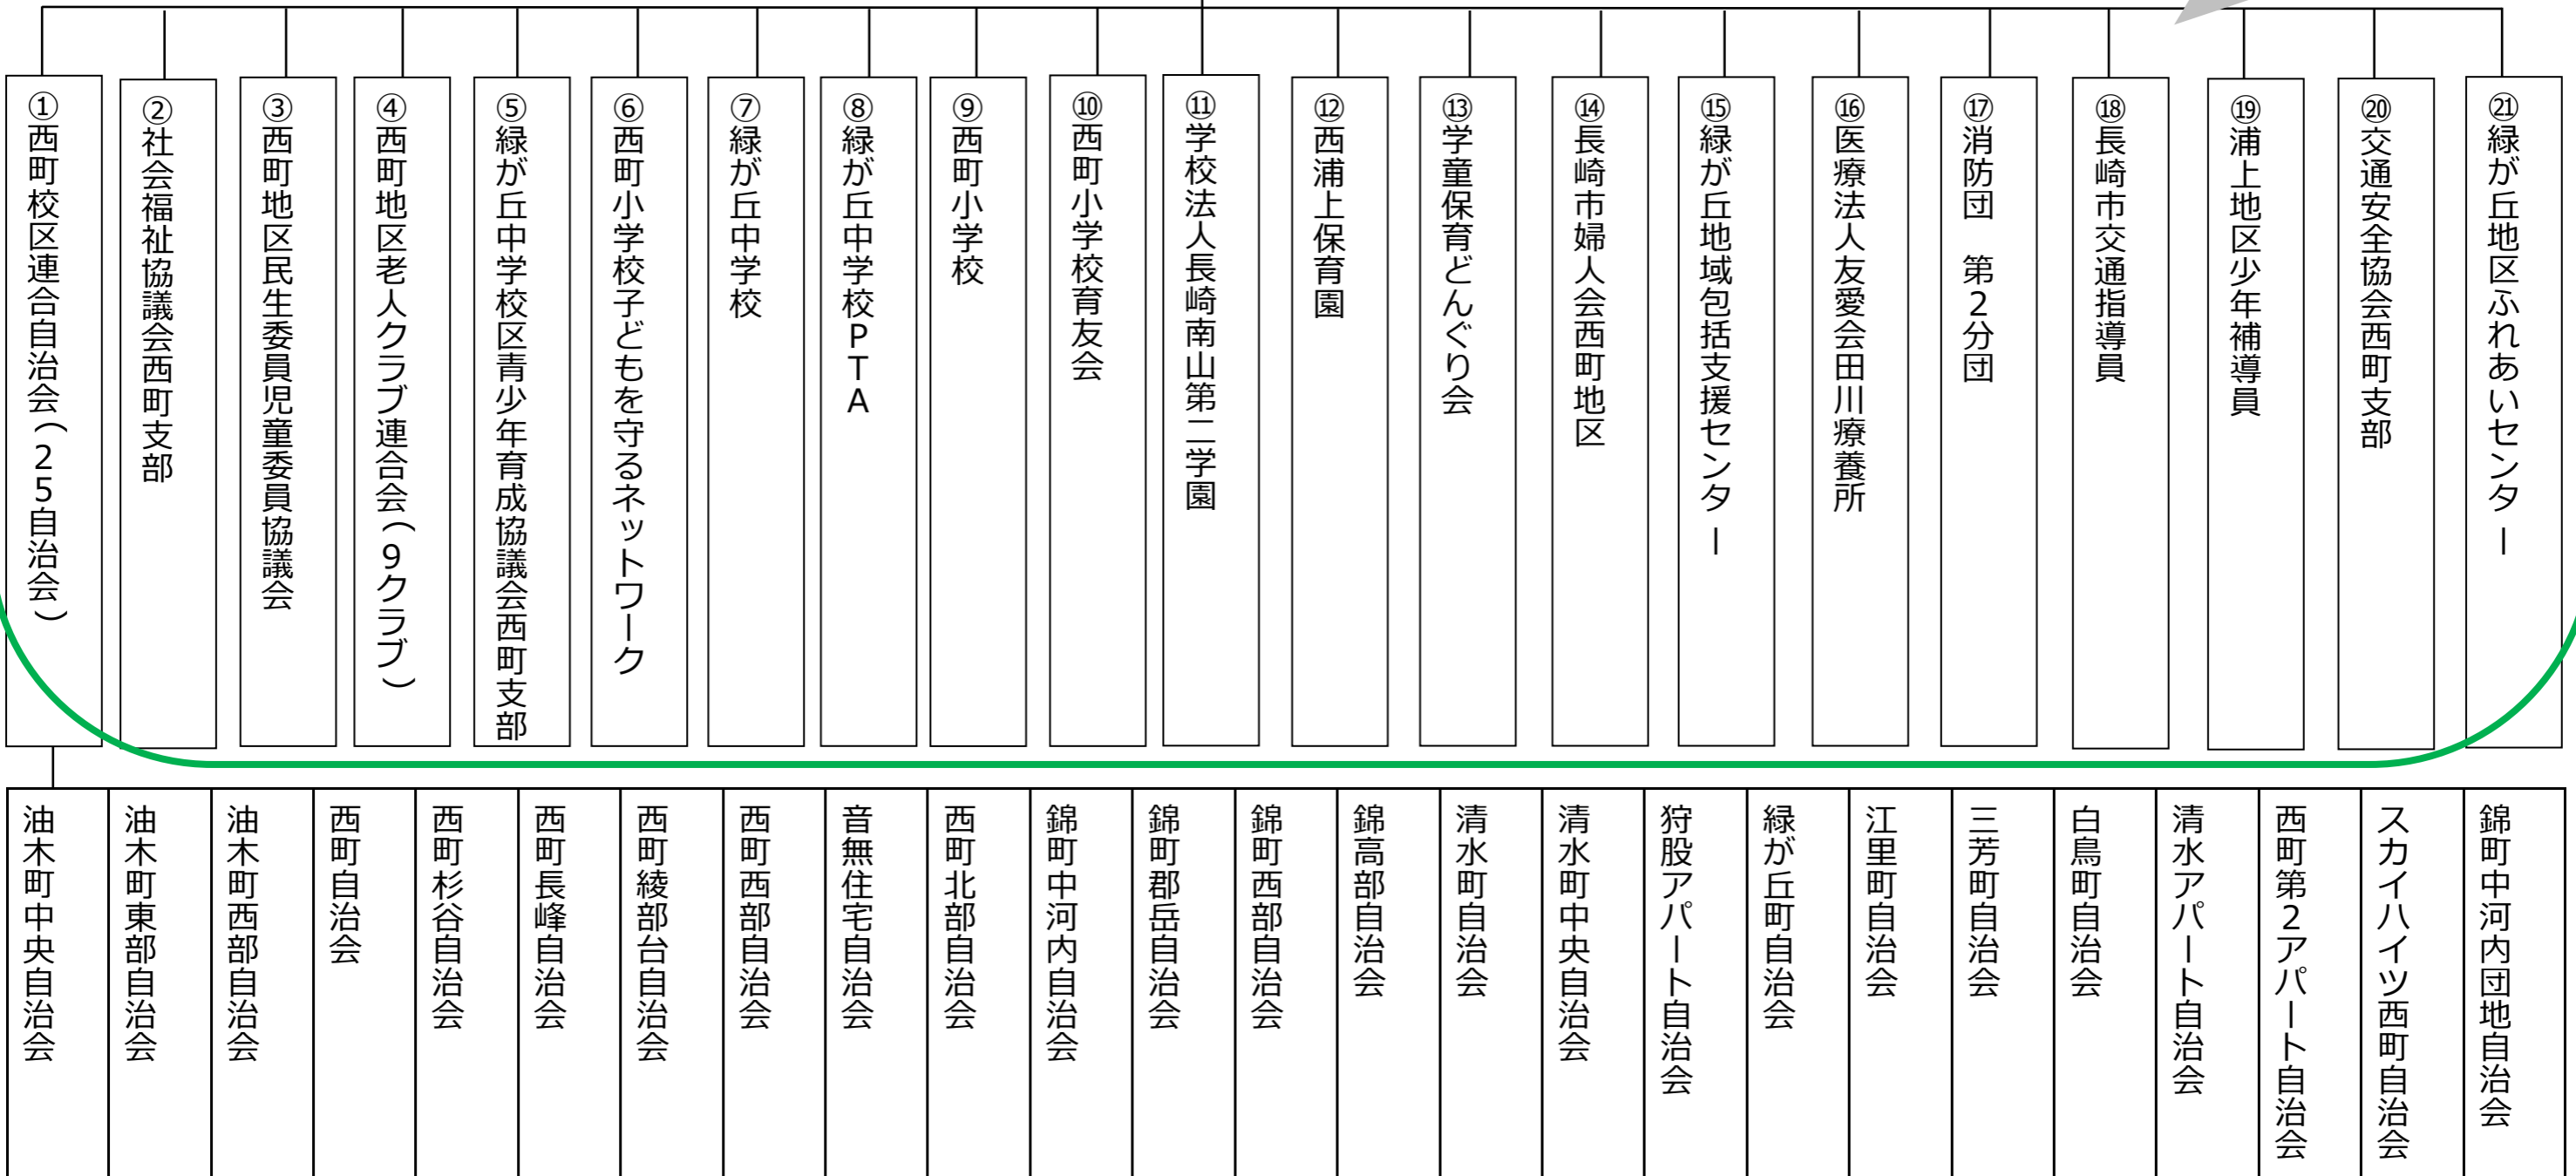 ①西町校区連合自治会（２５自治会）
②社会福祉協議会西町支部
③西町地区民生委員児童委員協議会
④西町地区老人クラブ連合会（９クラブ）
⑤緑が丘中学校区青少年育成協議会西町支部
⑥西町小学校子どもを守るネットワーク
⑦緑が丘中学校
⑧緑が丘中学校ＰＴＡ
⑨西町小学校
⑩西町小学校育友会
⑪学校法人長崎南山第二学園
⑫西浦上保育園
⑬学童保育どんぐり会
⑭長崎市婦人会西町地区
⑮緑が丘地域包括支援センター
⑯医療法人友愛会田川療養所
⑰消防団　第２分団
⑱長崎市交通指導員
⑲浦上地区少年補導員
⑳交通安全協会西町支部
㉑緑が丘地区ふれあいセンター
油木町中央自治会
油木町東部自治会
油木町西部自治会
西町自治会
西町杉谷自治会
西町長峰自治会
西町綾部台自治会
西町西部自治会
音無住宅自治会
西町北部自治会
錦町中河内自治会
錦町郡岳自治会
錦町西部自治会
錦高部自治会
清水町自治会
清水町中央自治会
狩股アパート自治会
緑が丘町自治会
江里町自治会
三芳町自治会
白鳥町自治会
清水アパート自治会
西町第２アパート自治会
スカイハイツ西町自治会
錦町中河内団地自治会